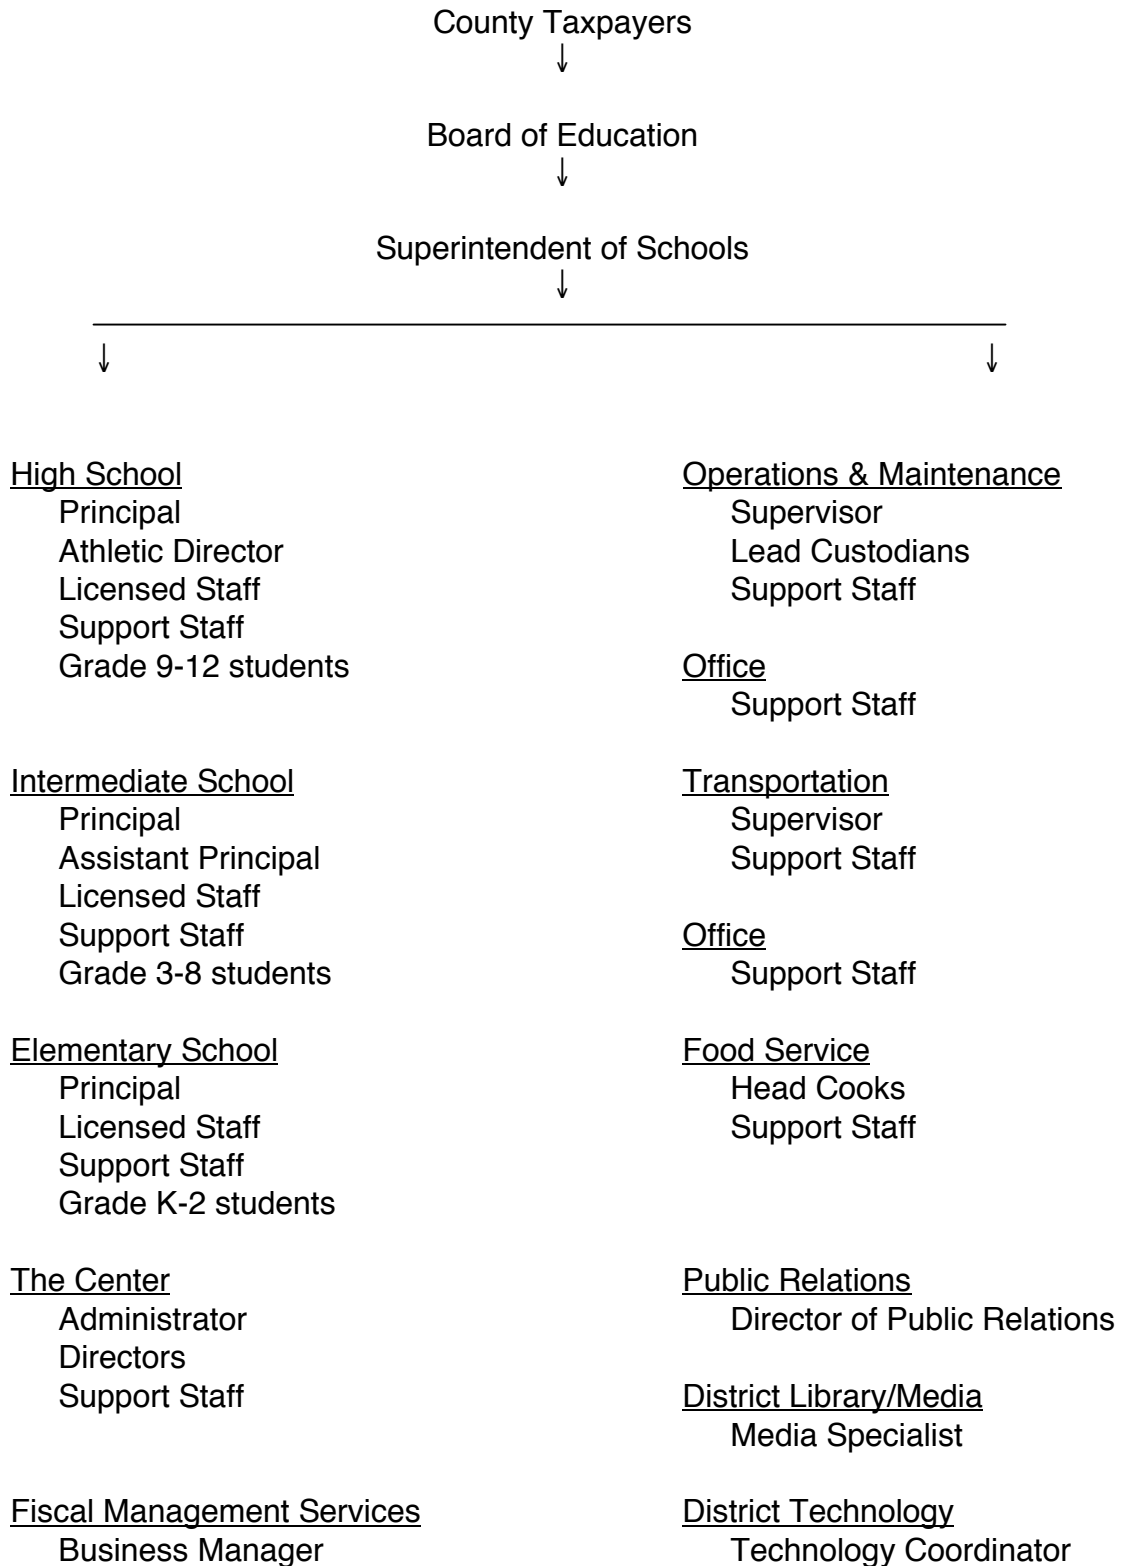 County Taxpayers
↓
Board of Education
↓
Superintendent of Schools
↓
↓ ↓
High School
Principal
Athletic Director
Licensed Staff
Support Staff
Grade 9-12 students
Intermediate School
Principal
Assistant Principal
Licensed Staff
Support Staff
Grade 3-8 students
Elementary School
Principal
Licensed Staff
Support Staff
Grade K-2 students
The Center
Administrator
Directors
Support Staff
Fiscal Management Services
Business Manager
Operations & Maintenance
Supervisor
Lead Custodians
Support Staff
Office
Support Staff
Transportation
Supervisor
Support Staff
Office
Support Staff
Food Service
Head Cooks
Support Staff
Public Relations
Director of Public Relations
District Library/Media
Media Specialist
District Technology
Technology Coordinator